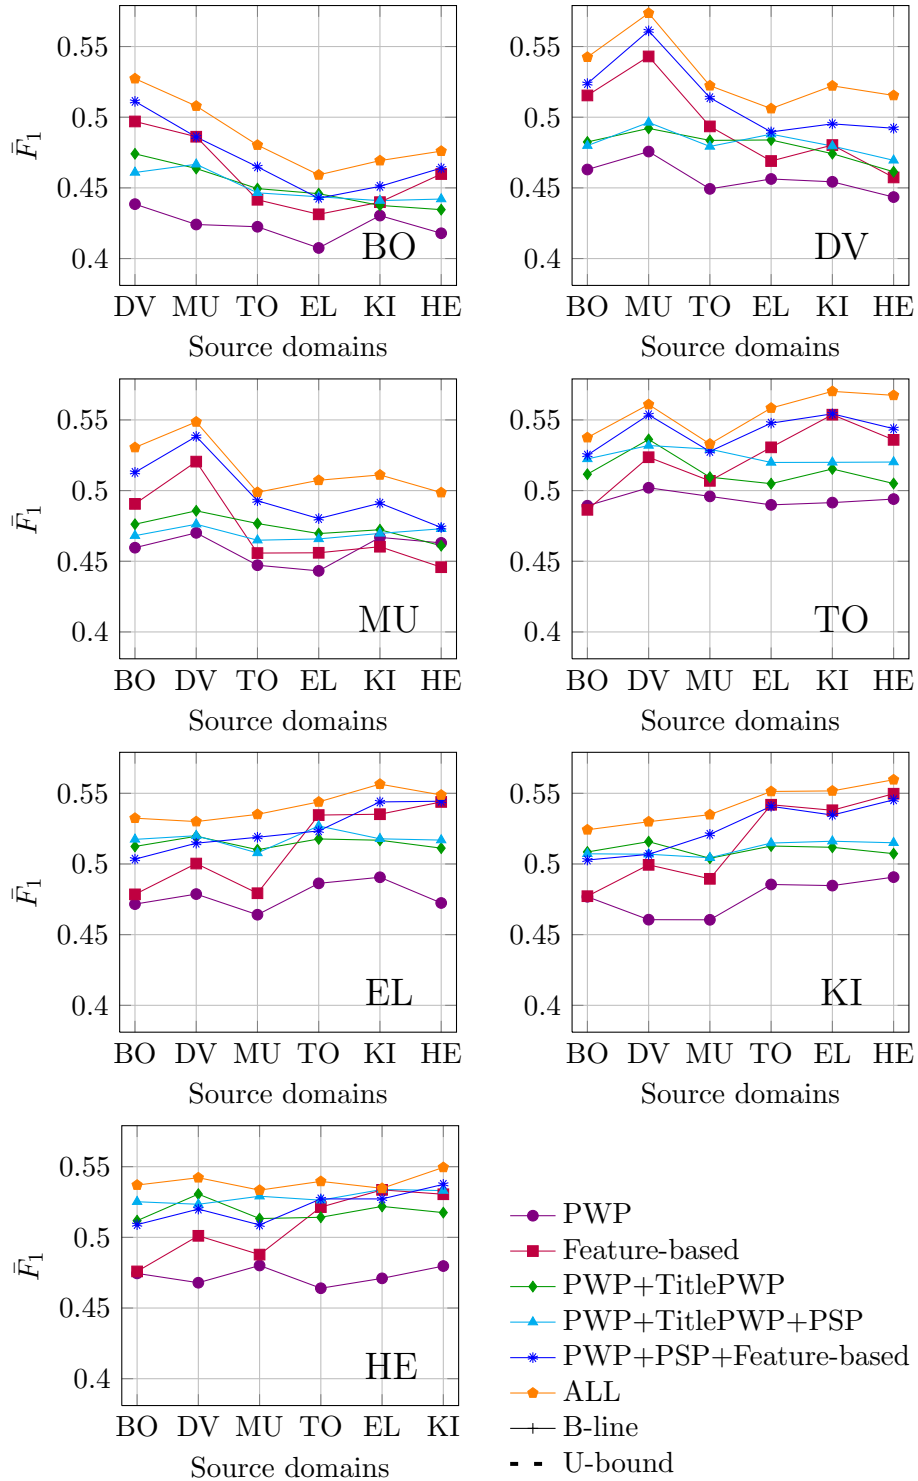 0.55
0.5
0.45
0.4
F̄₁
BO
DV MU TO EL KI HE
Source domains
0.55
0.5
0.45
0.4
DV
BO MU TO EL KI HE
Source domains
0.55
0.5
0.45
0.4
F̄₁
MU
BO DV TO EL KI HE
Source domains
0.55
0.5
0.45
0.4
TO
BO DV MU EL KI HE
Source domains
0.55
0.5
0.45
0.4
F̄₁
EL
BO DV MU TO KI HE
Source domains
0.55
0.5
0.45
0.4
KI
BO DV MU TO EL HE
Source domains
0.55
0.5
0.45
0.4
F̄₁
HE
BO DV MU TO EL KI
Source domains
PWP
Feature-based
PWP+TitlePWP
PWP+TitlePWP+PSP
PWP+PSP+Feature-based
ALL
B-line
U-bound